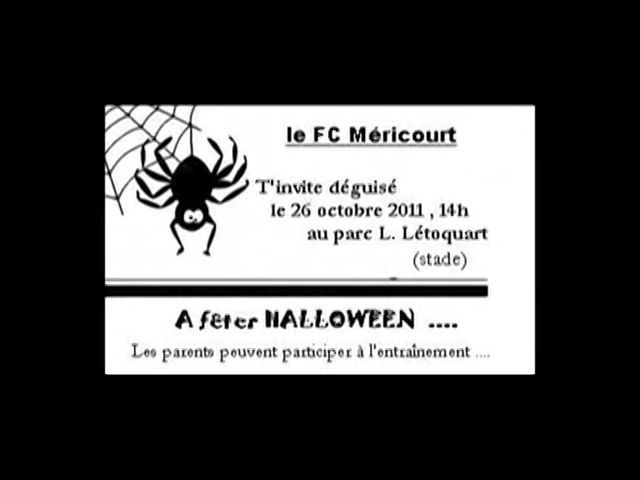 le FC Méricourt
T'invite déguisé
le 26 octobre 2011 , 14h
au parc L. Létoquart
(stade)
A fêter HALLOWEEN ....
Les parents peuvent participer à l'entraînement ....